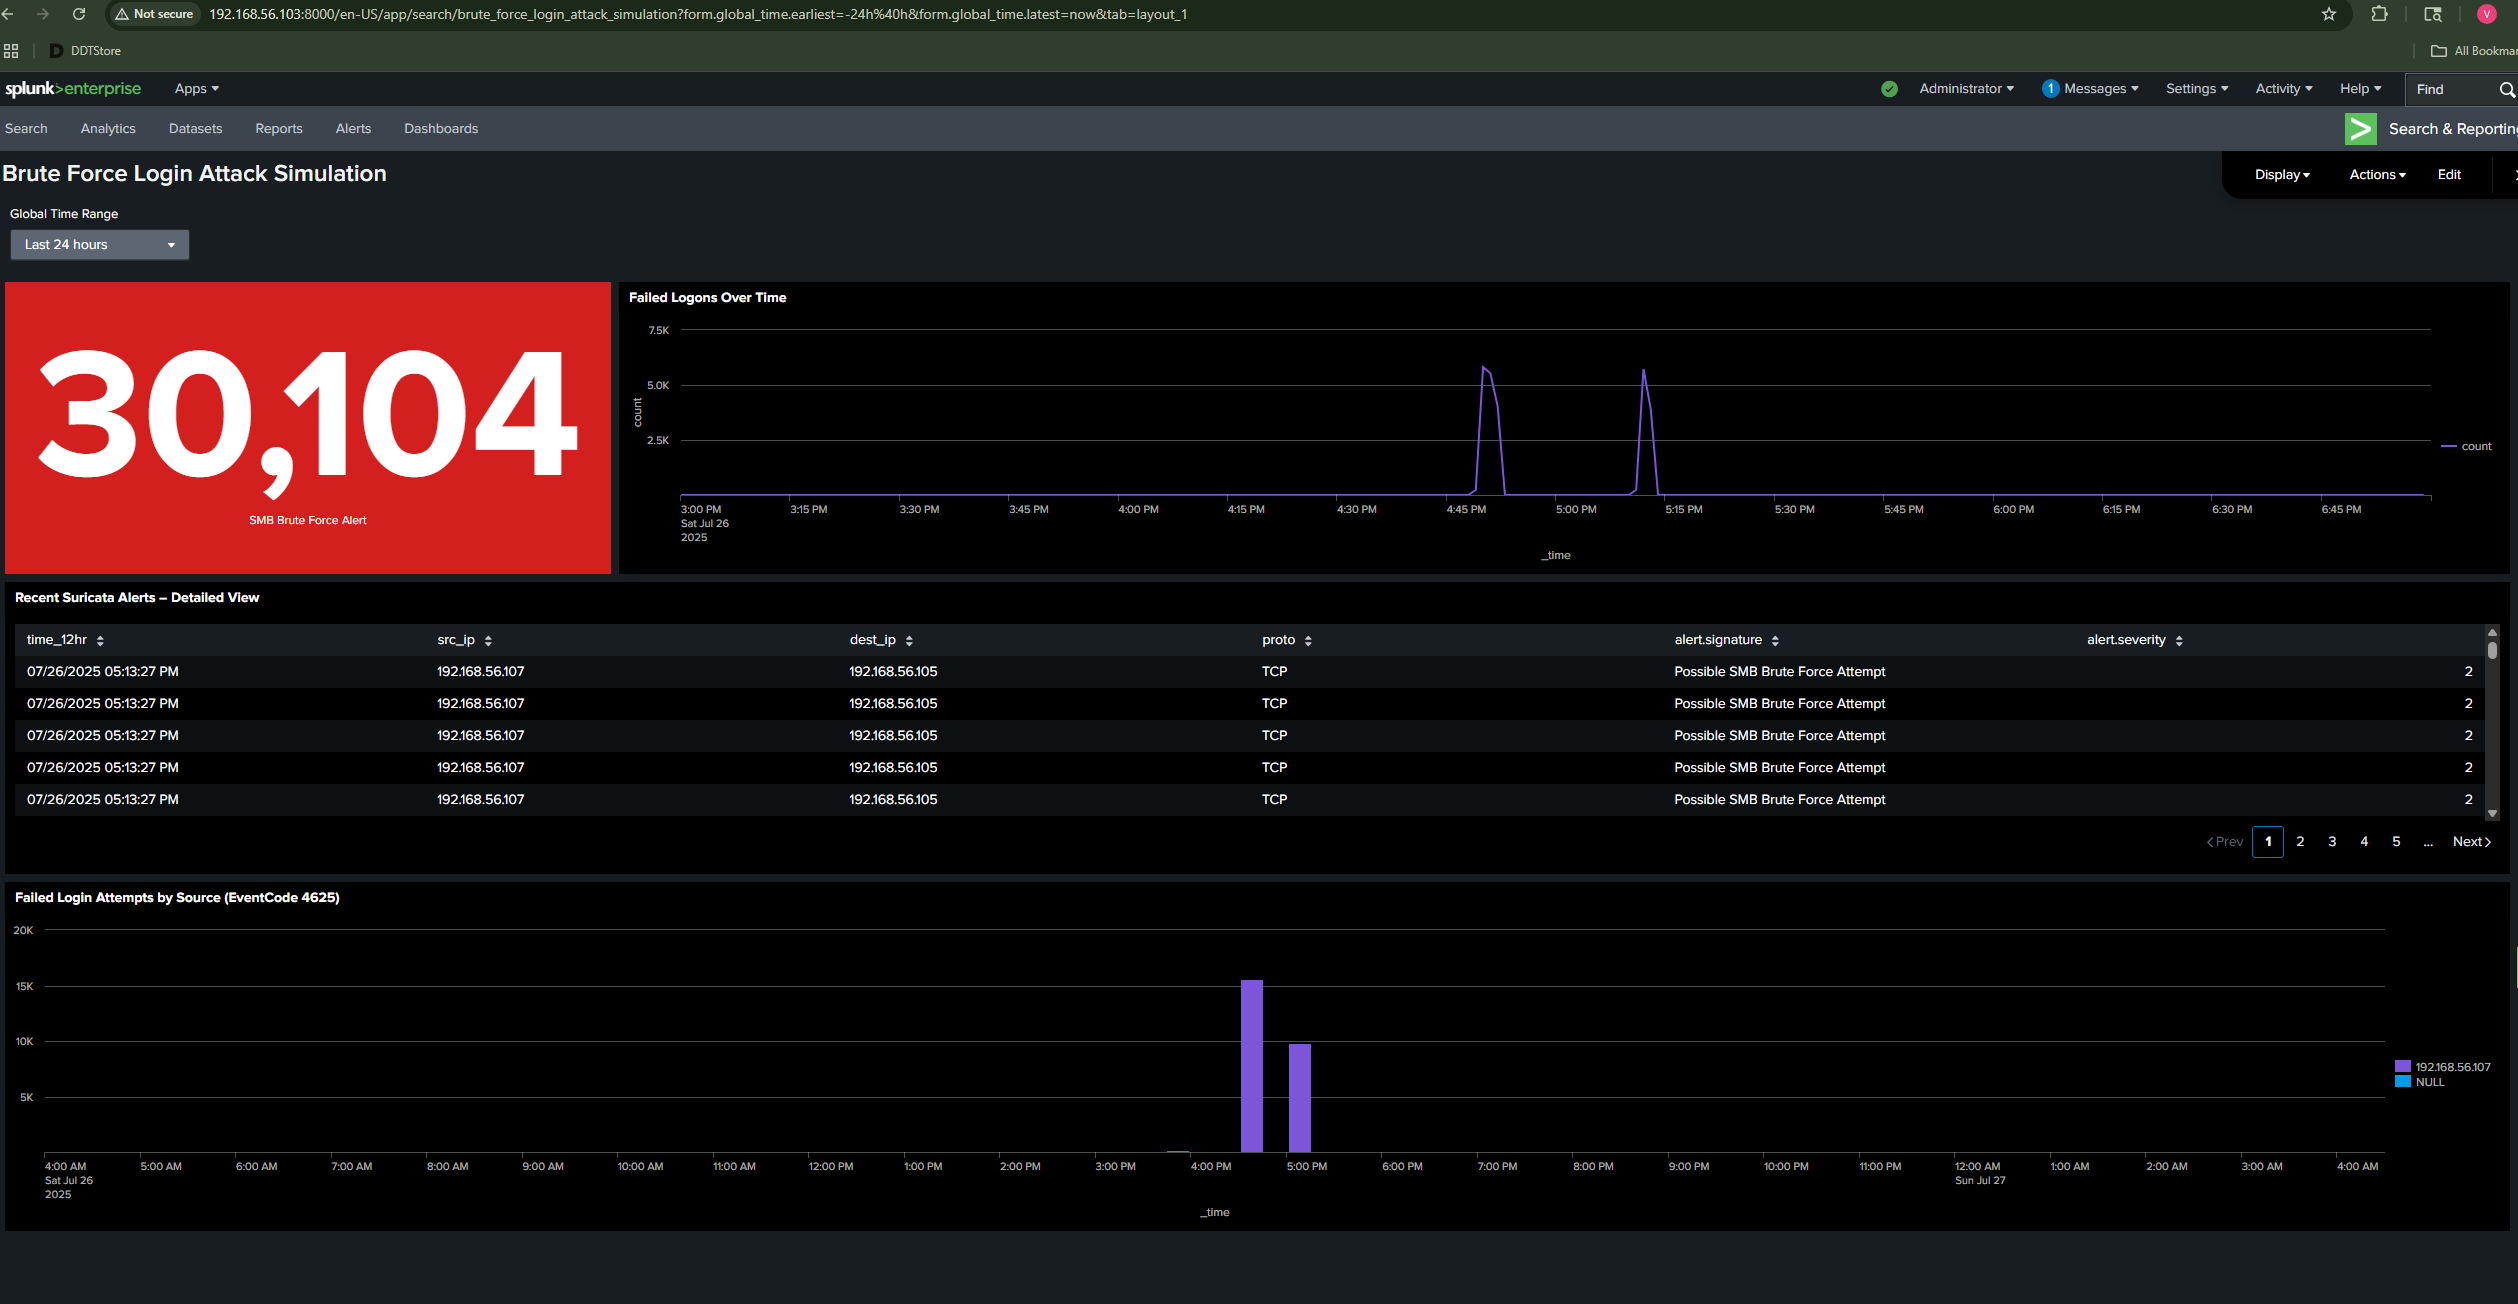 Not secure 192.168.56.103:8000/en-US/app/search/brute_force_login_attack_simulation?form.global_time.earliest=-24h%40h&form.global_time.latest=now&tab=layout_1 V
D DDTStore All Bookmar
splunk>enterprise Apps Administrator 1 Messages Settings Activity Help Find
Search Analytics Datasets Reports Alerts Dashboards > Search & Reporting
Brute Force Login Attack Simulation Display Actions Edit
Global Time Range
Last 24 hours
30,104
SMB Brute Force Alert
Failed Logons Over Time
7.5K
5.0K
2.5K
count
count
3:00 PM 3:15 PM 3:30 PM 3:45 PM 4:00 PM 4:15 PM 4:30 PM 4:45 PM 5:00 PM 5:15 PM 5:30 PM 5:45 PM 6:00 PM 6:15 PM 6:30 PM 6:45 PM
Sat Jul 26
2025
_time
Recent Suricata Alerts – Detailed View
time_12hr src_ip dest_ip proto alert.signature alert.severity
07/26/2025 05:13:27 PM 192.168.56.107 192.168.56.105 TCP Possible SMB Brute Force Attempt 2
07/26/2025 05:13:27 PM 192.168.56.107 192.168.56.105 TCP Possible SMB Brute Force Attempt 2
07/26/2025 05:13:27 PM 192.168.56.107 192.168.56.105 TCP Possible SMB Brute Force Attempt 2
07/26/2025 05:13:27 PM 192.168.56.107 192.168.56.105 TCP Possible SMB Brute Force Attempt 2
07/26/2025 05:13:27 PM 192.168.56.107 192.168.56.105 TCP Possible SMB Brute Force Attempt 2
<Prev 1 2 3 4 5 ... Next>
Failed Login Attempts by Source (EventCode 4625)
20K
15K
10K
5K
192.168.56.107
NULL
4:00 AM 5:00 AM 6:00 AM 7:00 AM 8:00 AM 9:00 AM 10:00 AM 11:00 AM 12:00 PM 1:00 PM 2:00 PM 3:00 PM 4:00 PM 5:00 PM 6:00 PM 7:00 PM 8:00 PM 9:00 PM 10:00 PM 11:00 PM 12:00 AM 1:00 AM 2:00 AM 3:00 AM 4:00 AM
Sat Jul 26 Sun Jul 27
2025
_time